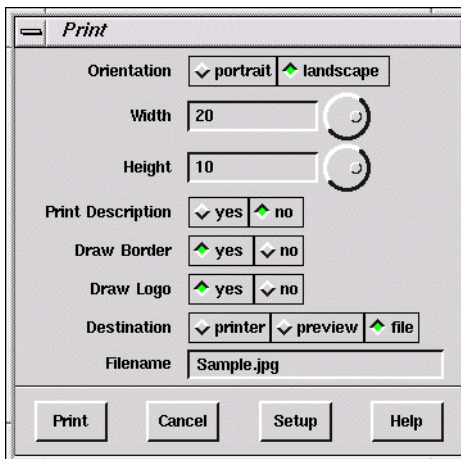 Print
Orientation portrait landscape
Width 20
Height 10
Print Description yes no
Draw Border yes no
Draw Logo yes no
Destination printer preview file
Filename Sample.jpg
Print Cancel Setup Help